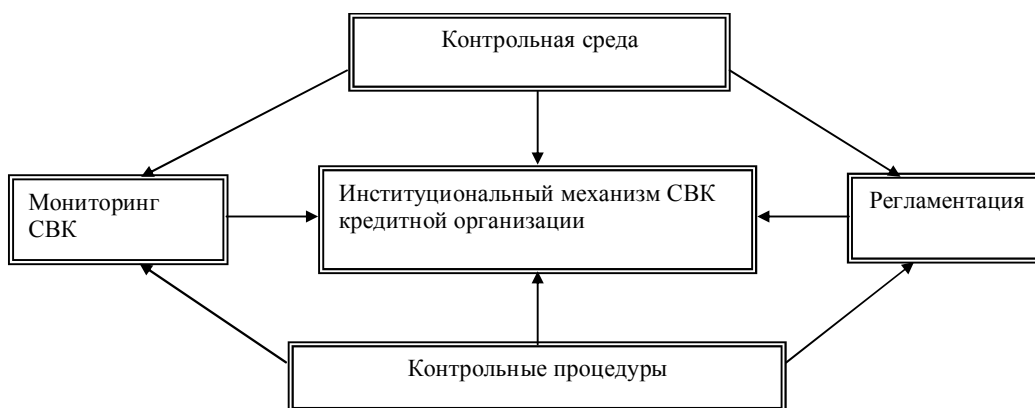 Контрольная среда
Мониторинг
СВК
Институциональный механизм СВК
кредитной организации
Регламентация
Контрольные процедуры